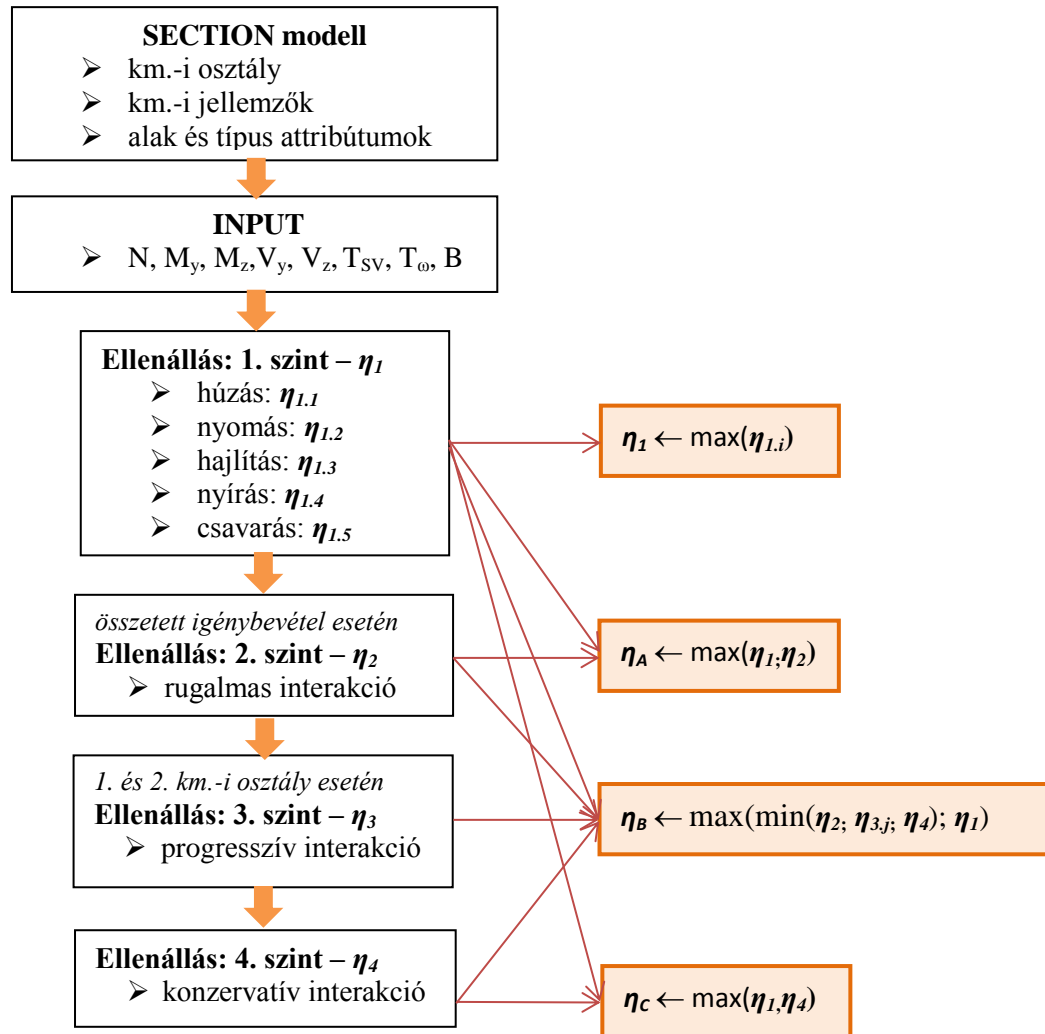 SECTION modell
➢ km.-i osztály
➢ km.-i jellemzők
➢ alak és típus attribútumok
INPUT
➢ N, My, Mz,Vy, Vz, TSV, Tω, B
Ellenállás: 1. szint – η1
➢ húzás: η1.1
➢ nyomás: η1.2
➢ hajlítás: η1.3
➢ nyírás: η1.4
➢ csavarás: η1.5
η1 ← max(η1.i)
összetett igénybevétel esetén
Ellenállás: 2. szint – η2
➢ rugalmas interakció
ηA ← max(η1;η2)
1. és 2. km.-i osztály esetén
Ellenállás: 3. szint – η3
➢ progresszív interakció
ηB ← max(min(η2; η3.j; η4); η1)
Ellenállás: 4. szint – η4
➢ konzervatív interakció
ηC ← max(η1,η4)